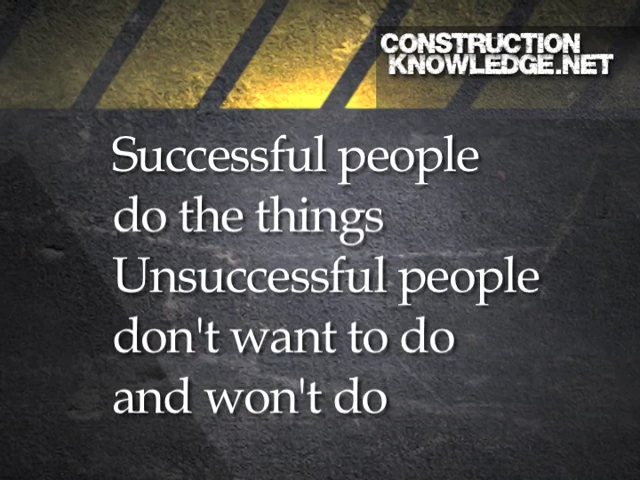 CONSTRUCTION
KNOWLEDGE.NET
Successful people
do the things
Unsuccessful people
don't want to do
and won't do